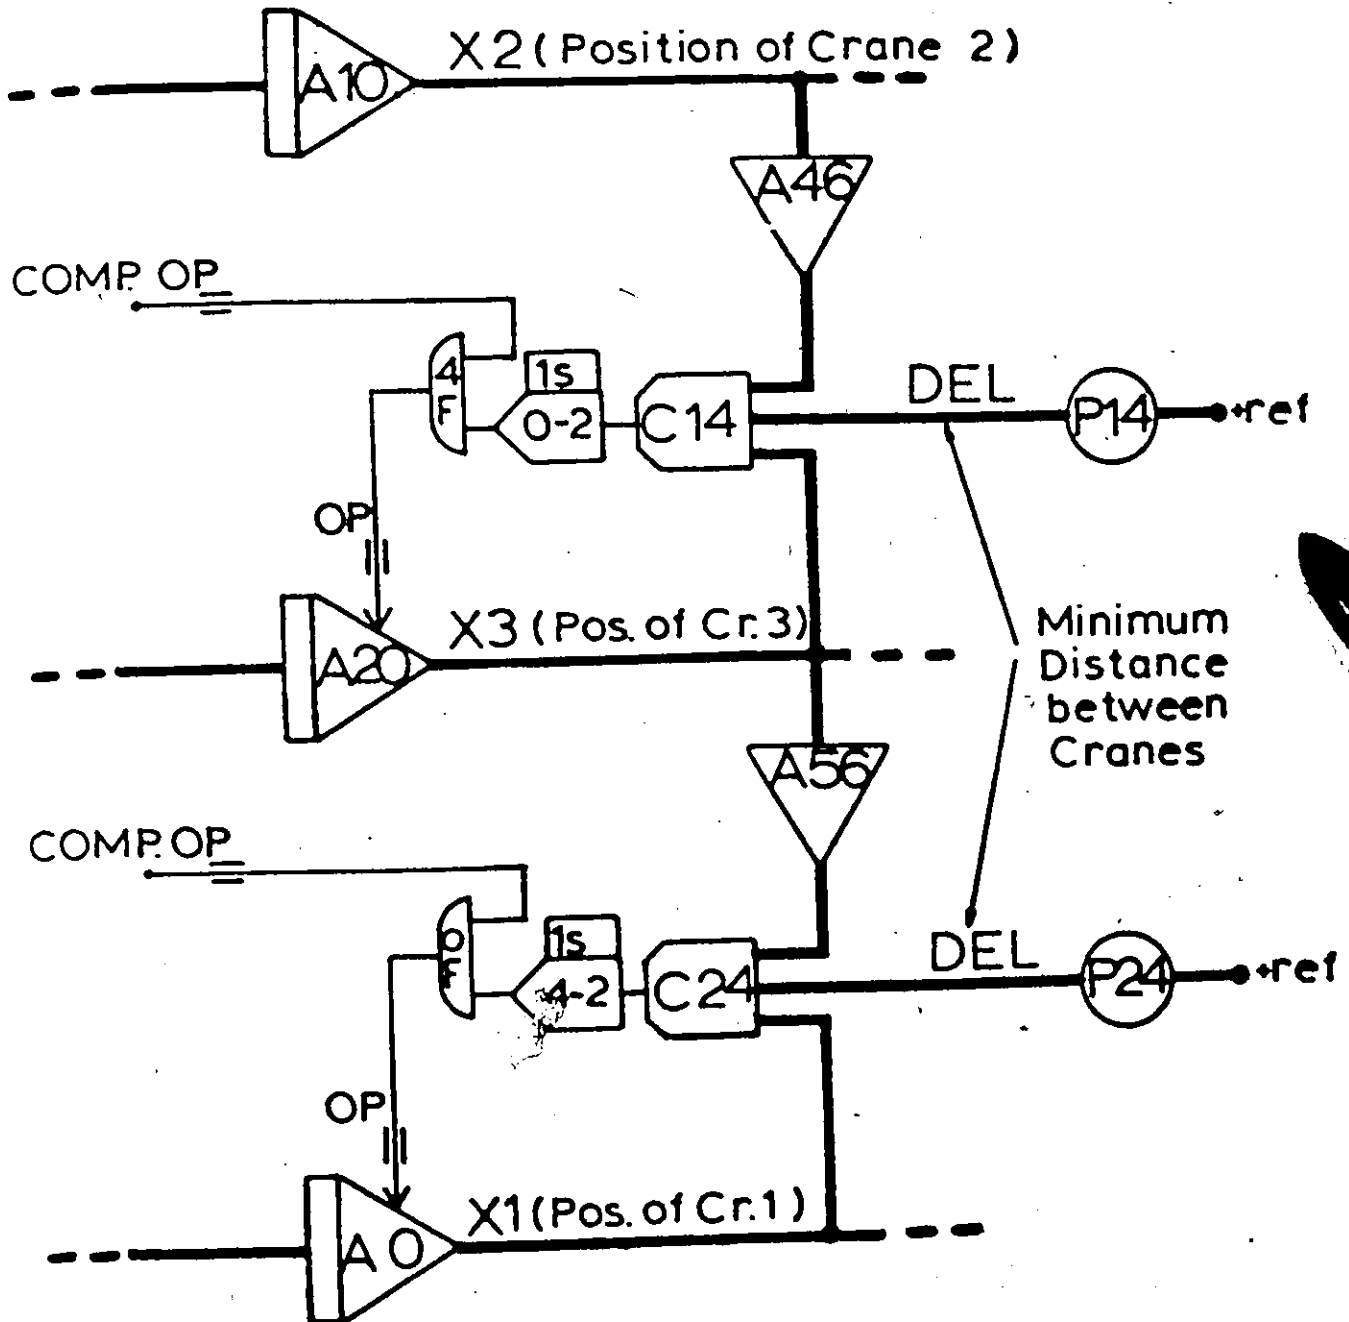 X2 (Position of Crane 2)
A10
A46
COMP. OP
4
F
1s
0-2
C14
DEL
P14
+ref
OP
X3 (Pos. of Cr.3)
A20
Minimum
Distance
between
Cranes
A56
COMP. OP
0
F
1s
4-2
C24
DEL
P24
+ref
OP
X1 (Pos. of Cr.1)
A0